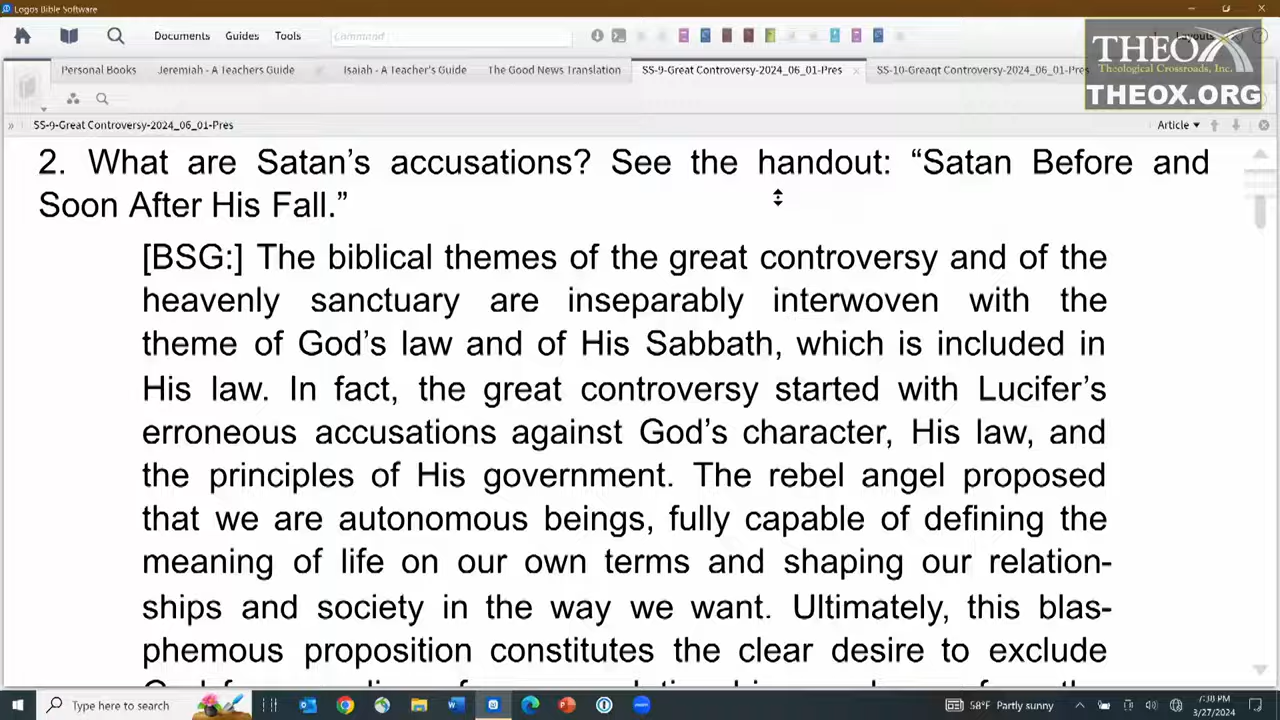 Logos Bible Software
Documents Guides Tools Command
THEOX
Theological Crossroads, Inc.
THEOX.ORG
Personal Books Jeremiah - A Teachers Guide Isaiah - A Theodored News Translation SS-9-Great Controversy-2024_06_01-Pres SS-10-Greaqt Controversy-2024_06_01-Pres
SS-9-Great Controversy-2024_06_01-Pres Article
2. What are Satan's accusations? See the handout: “Satan Before and
Soon After His Fall.”
[BSG:] The biblical themes of the great controversy and of the
heavenly sanctuary are inseparably interwoven with the
theme of God's law and of His Sabbath, which is included in
His law. In fact, the great controversy started with Lucifer's
erroneous accusations against God's character, His law, and
the principles of His government. The rebel angel proposed
that we are autonomous beings, fully capable of defining the
meaning of life on our own terms and shaping our relation-
ships and society in the way we want. Ultimately, this blas-
phemous proposition constitutes the clear desire to exclude
Type here to search 58°F Partly sunny 7:38 PM
3/27/2024